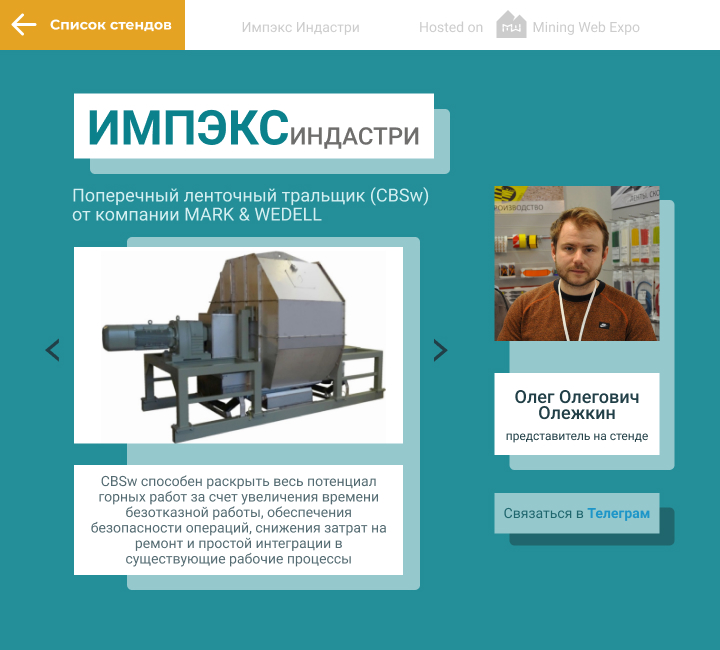 Список стендов
Импэкс Индастри
Hosted on
Mining Web Expo
ИМПЭКСИНДАСТРИ
Поперечный ленточный тральщик (CBSw)
от компании MARK & WEDELL
ОИЗВОДСТВО
CBSw способен раскрыть весь потенциал
горных работ за счет увеличения времени
безотказной работы, обеспечения
безопасности операций, снижения затрат на
ремонт и простой интеграции в
существующие рабочие процессы
Олег Олегович
Олежкин
представитель на стенде
Связаться в Телеграм